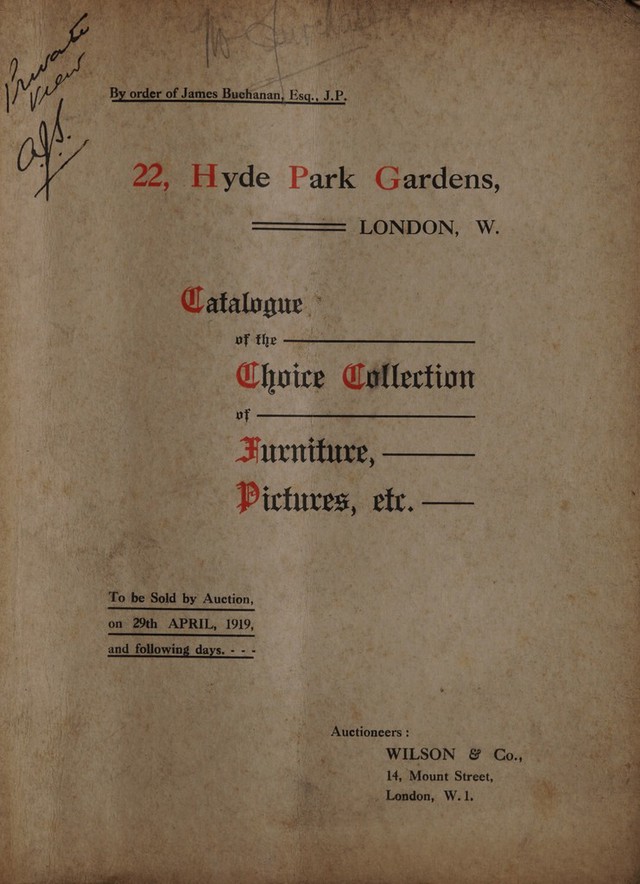 Private
View
A.J.S.
By order of James Buchanan, Esq., J.P.
22, Hyde Park Gardens,
LONDON, W.
Catalogue
of the
Choice Collection
of
Furniture,
Pictures, etc.
To be Sold by Auction,
on 29th APRIL, 1919,
and following days. - - -
Auctioneers :
WILSON & Co.,
14, Mount Street,
London, W.1.